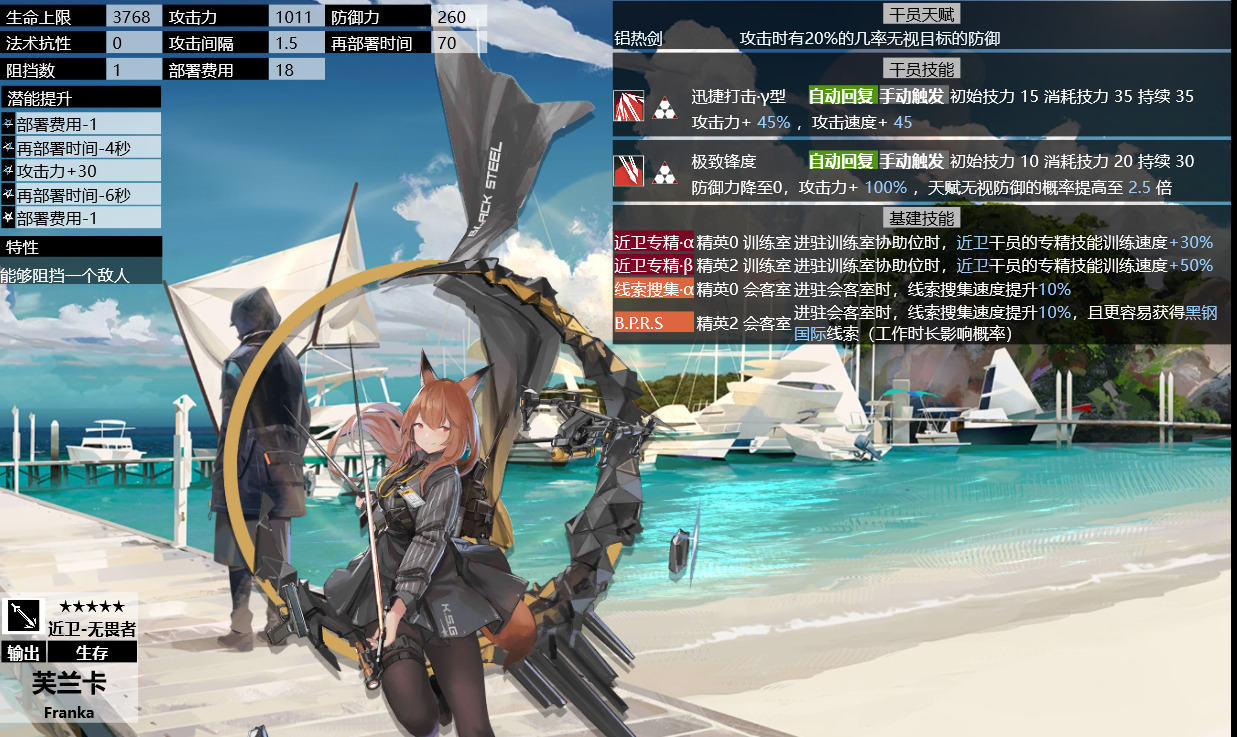 生命上限 3768 攻击力 1011 防御力 260
法术抗性 0 攻击间隔 1.5 再部署时间 70
阻挡数 1 部署费用 18
潜能提升
部署费用-1
再部署时间-4秒
攻击力+30
再部署时间-6秒
部署费用-1
特性
能够阻挡一个敌人
干员天赋
铝热剑 攻击时有20%的几率无视目标的防御
干员技能
迅捷打击·γ型 自动回复 手动触发 初始技力 15 消耗技力 35 持续 35
攻击力+ 45% ，攻击速度+ 45
极致锋度 自动回复 手动触发 初始技力 10 消耗技力 20 持续 30
防御力降至0，攻击力+ 100% ，天赋无视防御的概率提高至 2.5 倍
基建技能
近卫专精·α 精英0 训练室 进驻训练室协助位时，近卫干员的专精技能训练速度+30%
近卫专精·β 精英2 训练室 进驻训练室协助位时，近卫干员的专精技能训练速度+50%
线索搜集·α 精英0 会客室 进驻会客室时，线索搜集速度提升10%
B.P.R.S 精英2 会客室 进驻会客室时，线索搜集速度提升10%，且更容易获得黑钢
国际线索（工作时长影响概率）
BLACK STEEL
K.S.G
★★★★★
近卫-无畏者
输出 生存
芙兰卡
Franka